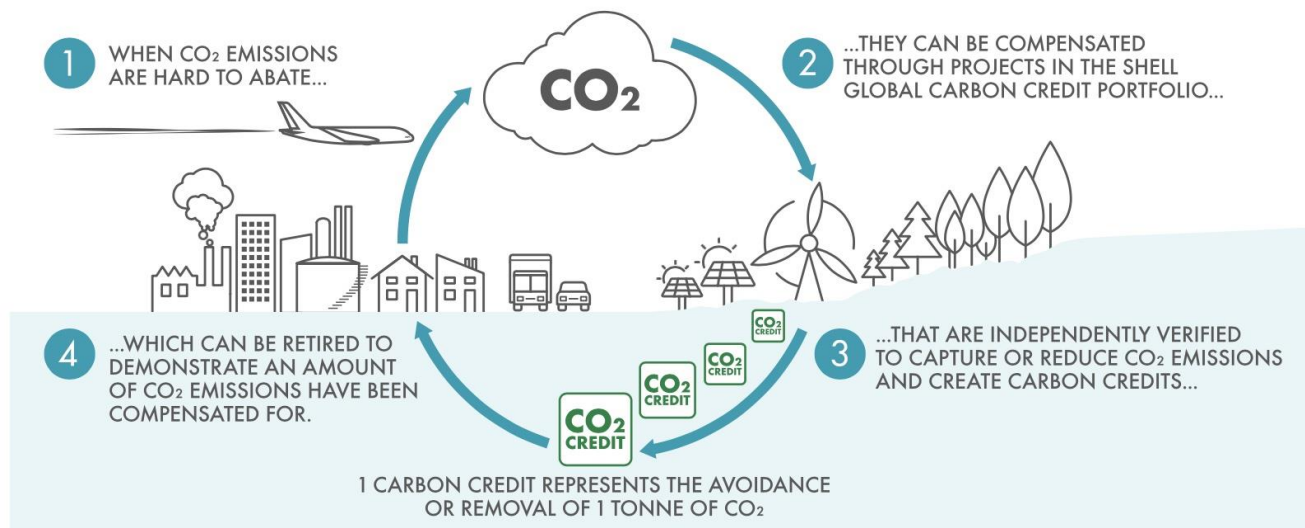 1
WHEN CO₂ EMISSIONS
ARE HARD TO ABATE...
CO₂
2
...THEY CAN BE COMPENSATED
THROUGH PROJECTS IN THE SHELL
GLOBAL CARBON CREDIT PORTFOLIO...
3
...THAT ARE INDEPENDENTLY VERIFIED
TO CAPTURE OR REDUCE CO₂ EMISSIONS
AND CREATE CARBON CREDITS...
CO₂
CREDIT
CO₂
CREDIT
CO₂
CREDIT
CO₂
CREDIT
4
...WHICH CAN BE RETIRED TO
DEMONSTRATE AN AMOUNT
OF CO₂ EMISSIONS HAVE BEEN
COMPENSATED FOR.
1 CARBON CREDIT REPRESENTS THE AVOIDANCE
OR REMOVAL OF 1 TONNE OF CO₂